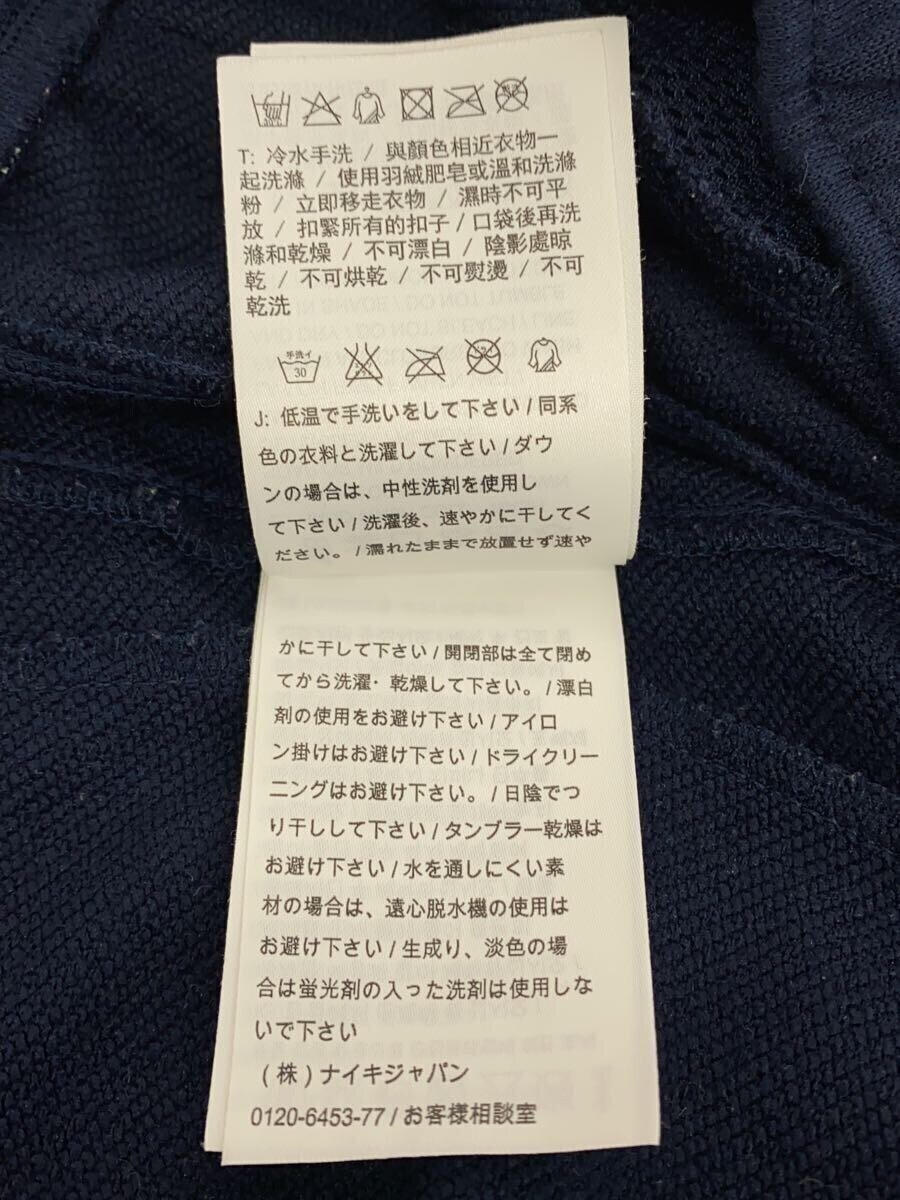 T: 冷水手洗 / 與顏色相近衣物一
起洗滌 / 使用羽絨肥皂或溫和洗滌
粉 / 立即移走衣物 / 濕時不可平
放 / 扣緊所有的扣子 / 口袋後再洗
滌和乾燥 / 不可漂白 / 陰影處晾
乾 / 不可烘乾 / 不可熨燙 / 不可
乾洗
手洗イ
30
J: 低温で手洗いをして下さい / 同系
色の衣料と洗濯して下さい / ダウ
ンの場合は、中性洗剤を使用し
て下さい / 洗濯後、速やかに干してく
ださい。 / 濡れたままで放置せず速や
かに干して下さい / 開閉部は全て閉め
てから洗濯・乾燥して下さい。 / 漂白
剤の使用をお避け下さい / アイロ
ン掛けはお避け下さい / ドライクリー
ニングはお避け下さい。 / 日陰でつ
り干しして下さい / タンブラー乾燥は
お避け下さい / 水を通しにくい素
材の場合は、遠心脱水機の使用は
お避け下さい / 生成り、淡色の場
合は蛍光剤の入った洗剤は使用しな
いで下さい
(株) ナイキジャパン
0120-6453-77 / お客様相談室